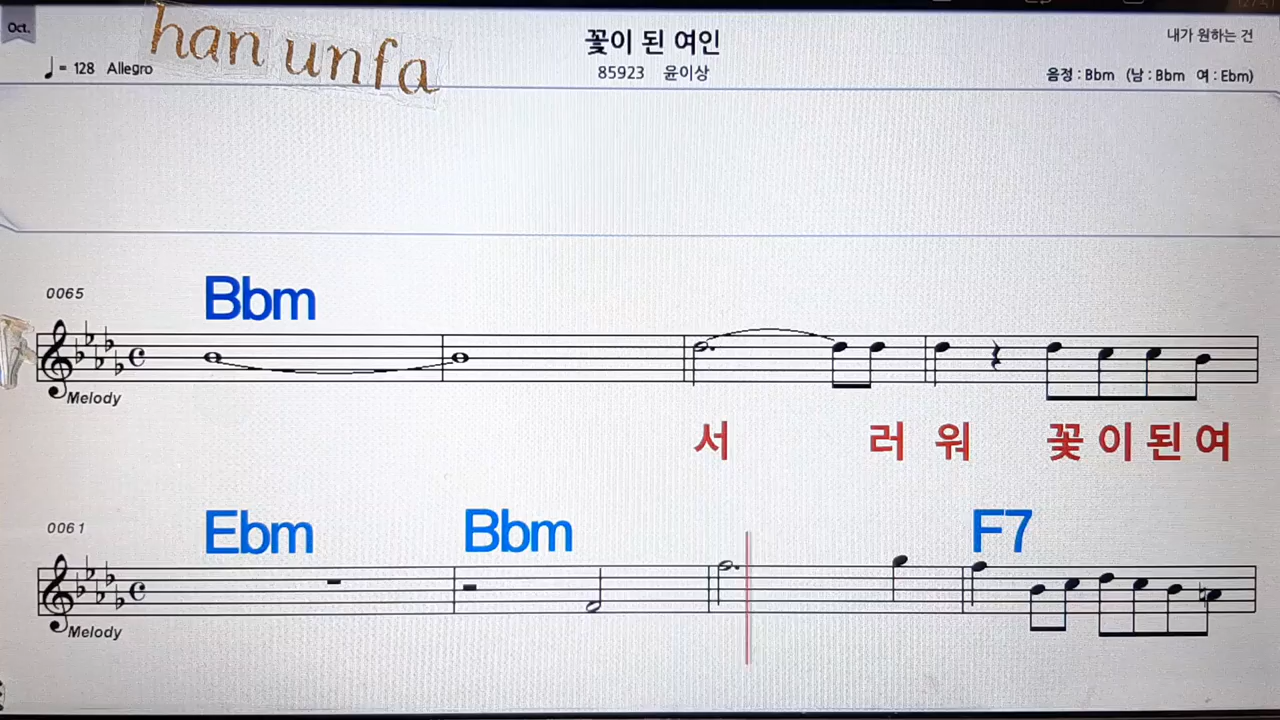 Oct.
han unfa
♩= 128 Allegro
꽃이 된 여인
85923 윤이상
내가 원하는 건
음정 : Bbm (남 : Bbm 여 : Ebm)
0065
Bbm
Melody
서 러 워 꽃 이 된 여
0061
Ebm Bbm F7
Melody